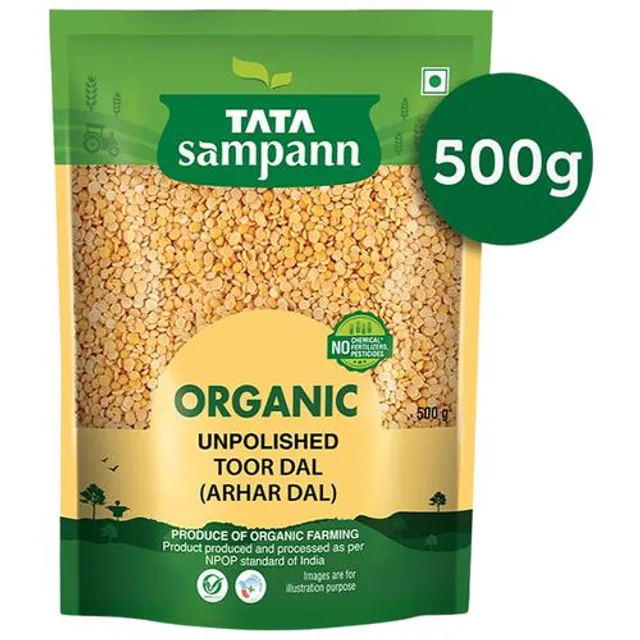 TATA
sampann
500g
NO CHEMICAL*
FERTILIZERS,
PESTICIDES
ORGANIC
500 g
UNPOLISHED
TOOR DAL
(ARHAR DAL)
PRODUCE OF ORGANIC FARMING
Product produced and processed as per
NPOP standard of India
Images are for
illustration purpose